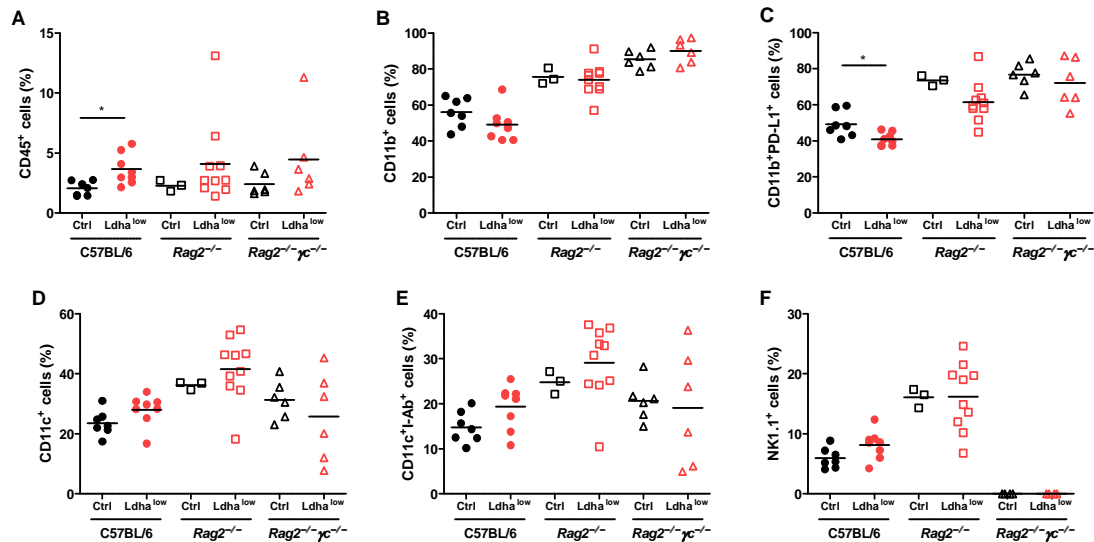 A
CD45⁺ cells (%)
15
10
5
0
*
Ctrl Ldha^low Ctrl Ldha^low Ctrl Ldha^low
C57BL/6 Rag2⁻/⁻ Rag2⁻/⁻γc⁻/⁻
B
CD11b⁺ cells (%)
100
80
60
40
20
0
Ctrl Ldha^low Ctrl Ldha^low Ctrl Ldha^low
C57BL/6 Rag2⁻/⁻ Rag2⁻/⁻γc⁻/⁻
C
CD11b⁺PD-L1⁺ cells (%)
100
80
60
40
20
0
*
Ctrl Ldha^low Ctrl Ldha^low Ctrl Ldha^low
C57BL/6 Rag2⁻/⁻ Rag2⁻/⁻γc⁻/⁻
D
CD11c⁺ cells (%)
60
40
20
0
Ctrl Ldha^low Ctrl Ldha^low Ctrl Ldha^low
C57BL/6 Rag2⁻/⁻ Rag2⁻/⁻γc⁻/⁻
E
CD11c⁺I-Ab⁺ cells (%)
40
30
20
10
0
Ctrl Ldha^low Ctrl Ldha^low Ctrl Ldha^low
C57BL/6 Rag2⁻/⁻ Rag2⁻/⁻γc⁻/⁻
F
NK1.1⁺ cells (%)
30
20
10
0
Ctrl Ldha^low Ctrl Ldha^low Ctrl Ldha^low
C57BL/6 Rag2⁻/⁻ Rag2⁻/⁻γc⁻/⁻